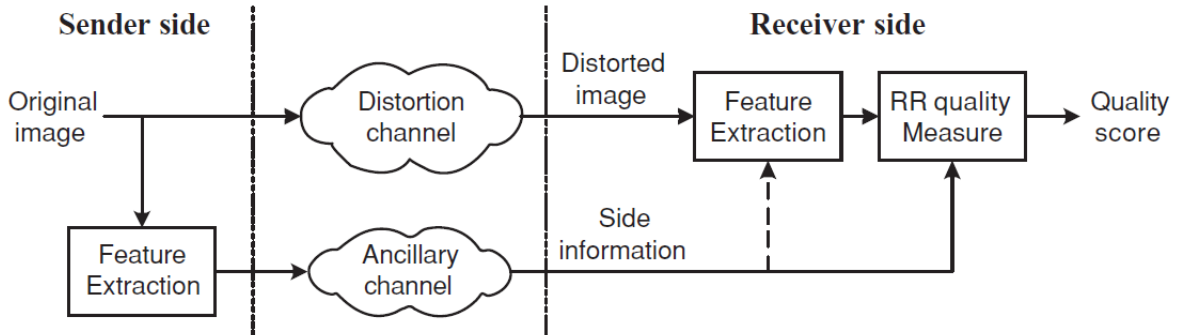 Sender side
Receiver side
Original
image
Distortion
channel
Distorted
image
Feature
Extraction
RR quality
Measure
Quality
score
Feature
Extraction
Ancillary
channel
Side
information